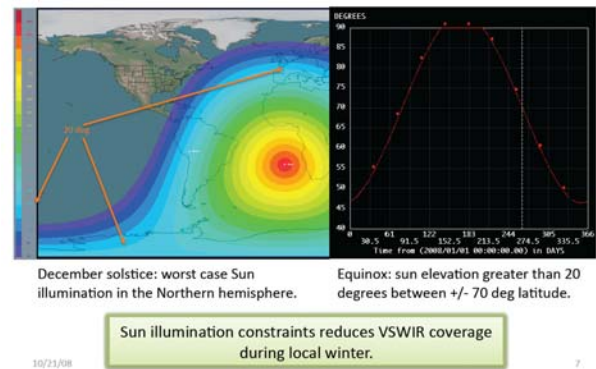 DEGREES
90
85
80
75
70
65
60
55
50
45
40
20 deg
0 61 122 183 244 305 366
30.5 91.5 152.5 213.5 274.5 335.5
Time from (2008/01/01 00:00:00.00) in DAYS
December solstice: worst case Sun
illumination in the Northern hemisphere.
Equinox: sun elevation greater than 20
degrees between +/- 70 deg latitude.
Sun illumination constraints reduces VSWIR coverage
during local winter.
10/21/08
7